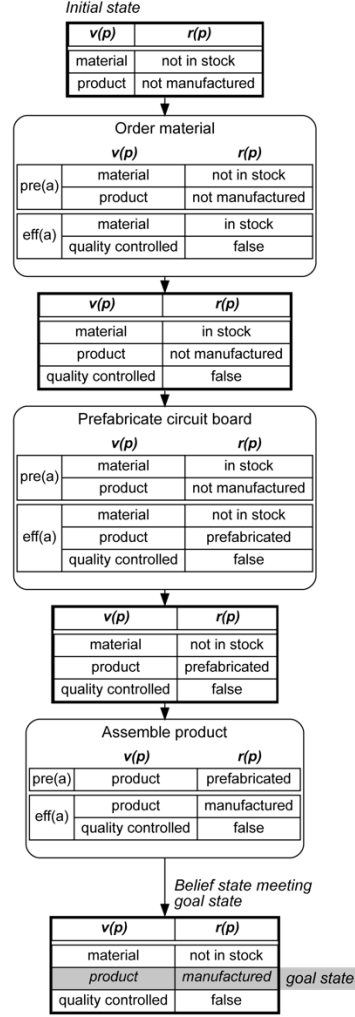 Initial state
v(p) r(p)
material not in stock
product not manufactured
Order material
v(p) r(p)
pre(a) material not in stock
product not manufactured
eff(a) material in stock
quality controlled false
v(p) r(p)
material in stock
product not manufactured
quality controlled false
Prefabricate circuit board
v(p) r(p)
pre(a) material in stock
product not manufactured
eff(a) material not in stock
product prefabricated
quality controlled false
v(p) r(p)
material not in stock
product prefabricated
quality controlled false
Assemble product
v(p) r(p)
pre(a) product prefabricated
eff(a) product manufactured
quality controlled false
Belief state meeting
goal state
v(p) r(p)
material not in stock
product manufactured goal state
quality controlled false